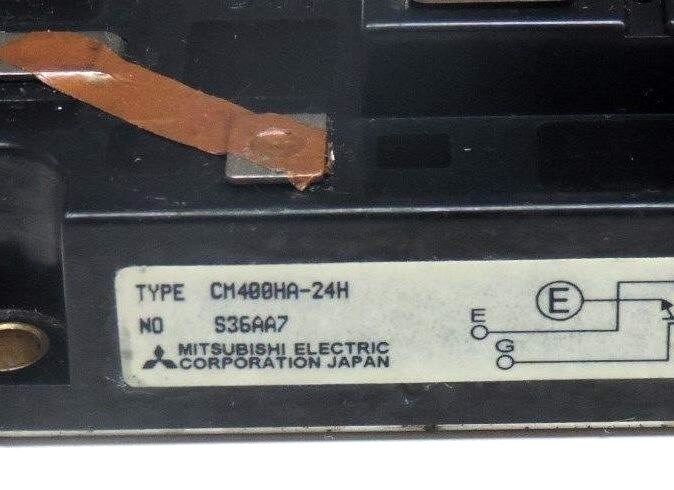 TYPE CM400HA-24H
NO S36AA7
MITSUBISHI ELECTRIC
CORPORATION JAPAN
E
E
G